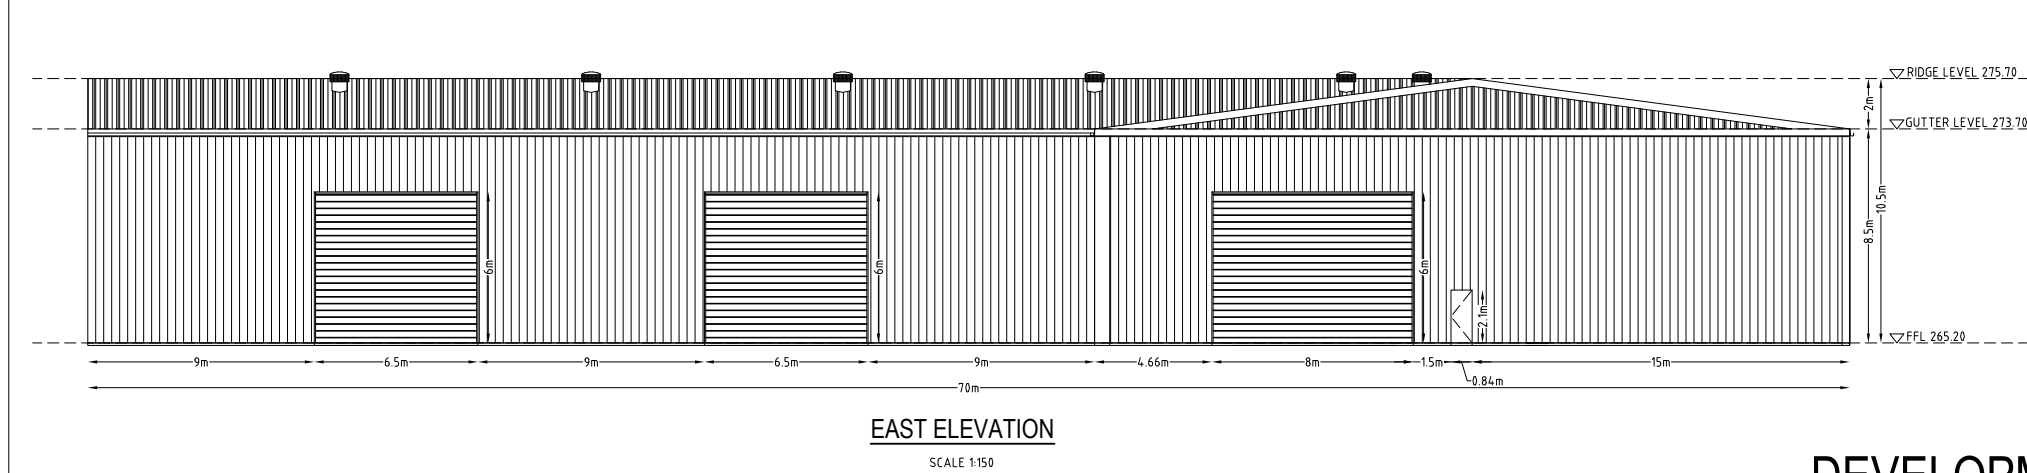 RIDGE LEVEL 275.70
2m
GUTTER LEVEL 273.70
10.5m
8.5m
6m
6m
6m
2.1m
FFL 265.20
9m
6.5m
9m
6.5m
9m
4.66m
8m
1.5m
15m
0.84m
70m
EAST ELEVATION
SCALE 1:150